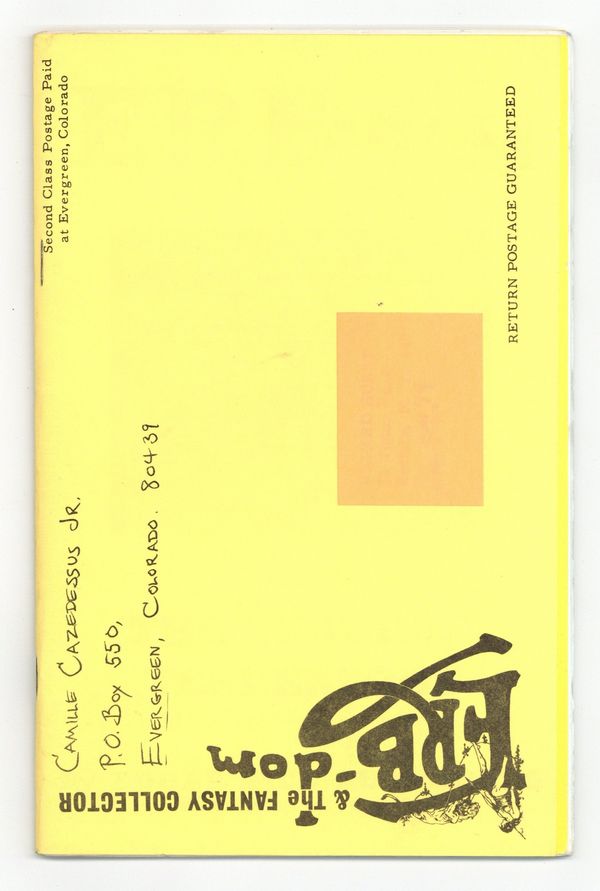 Second Class Postage Paid
at Evergreen, Colorado
RETURN POSTAGE GUARANTEED
CAMILLE CAZEDESSUS JR.
P.O. BOX 550,
EVERGREEN, COLORADO. 80439
ERB
-dom
& The FANTASY COLLECTOR